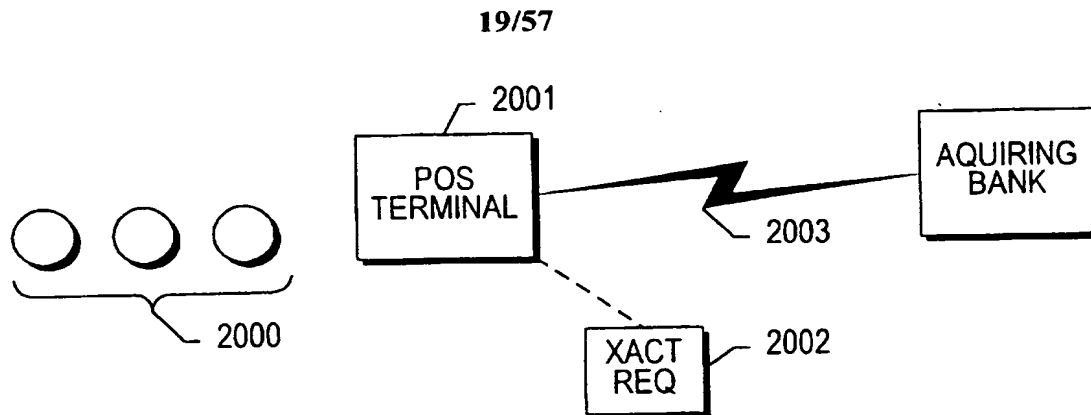 19/57
2001
POS
TERMINAL
AQUIRING
BANK
2003
2000
XACT
REQ
2002